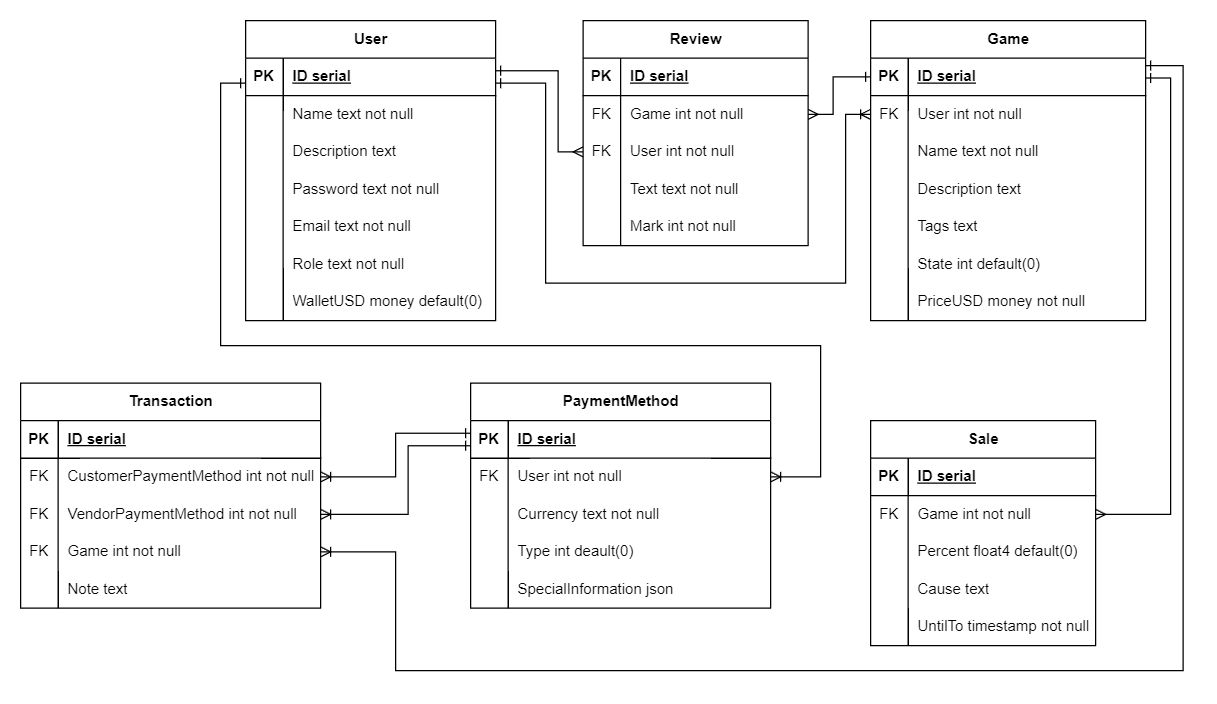 User
PK ID serial
Name text not null
Description text
Password text not null
Email text not null
Role text not null
WalletUSD money default(0)
Review
PK ID serial
FK Game int not null
FK User int not null
Text text not null
Mark int not null
Game
PK ID serial
FK User int not null
Name text not null
Description text
Tags text
State int default(0)
PriceUSD money not null
Transaction
PK ID serial
FK CustomerPaymentMethod int not null
FK VendorPaymentMethod int not null
FK Game int not null
Note text
PaymentMethod
PK ID serial
FK User int not null
Currency text not null
Type int deault(0)
SpecialInformation json
Sale
PK ID serial
FK Game int not null
Percent float4 default(0)
Cause text
UntilTo timestamp not null